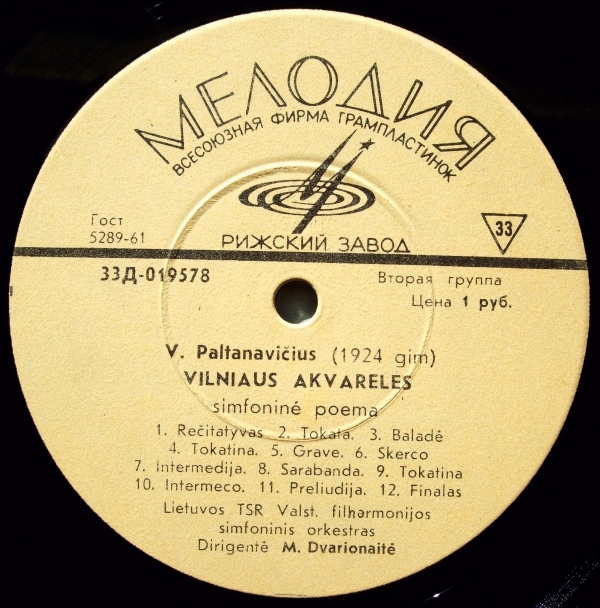 МЕЛОДИЯ
ВСЕСОЮЗНАЯ ФИРМА ГРАМПЛАСТИНОК
Гост
5289-61
33
РИЖСКИЙ ЗАВОД
33Д-019578
Вторая группа
Цена 1 руб.
V. Paltanavičius (1924 gim)
VILNIAUS AKVARELĖS
simfoninė poema
1. Rečitatyvas 2. Tokata. 3. Baladė
4. Tokatina. 5. Grave. 6. Skerco
7. Intermedija. 8. Sarabanda. 9. Tokatina
10. Intermeco. 11. Preliudija. 12. Finalas
Lietuvos TSR Valst. filharmonijos
simfoninis orkestras
Dirigentė M. Dvarionaitė